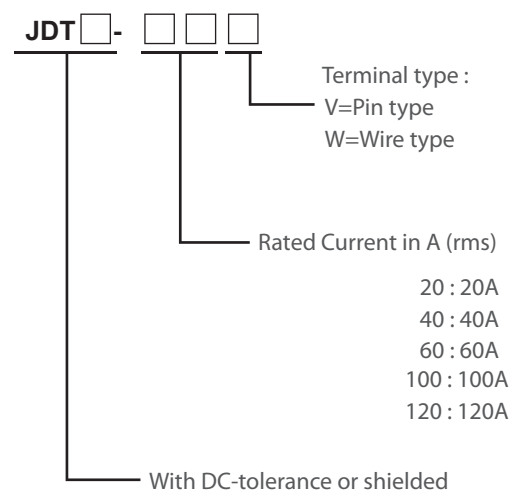 JDT□- □ □ □
Terminal type :
V=Pin type
W=Wire type
Rated Current in A (rms)
20 : 20A
40 : 40A
60 : 60A
100 : 100A
120 : 120A
With DC-tolerance or shielded